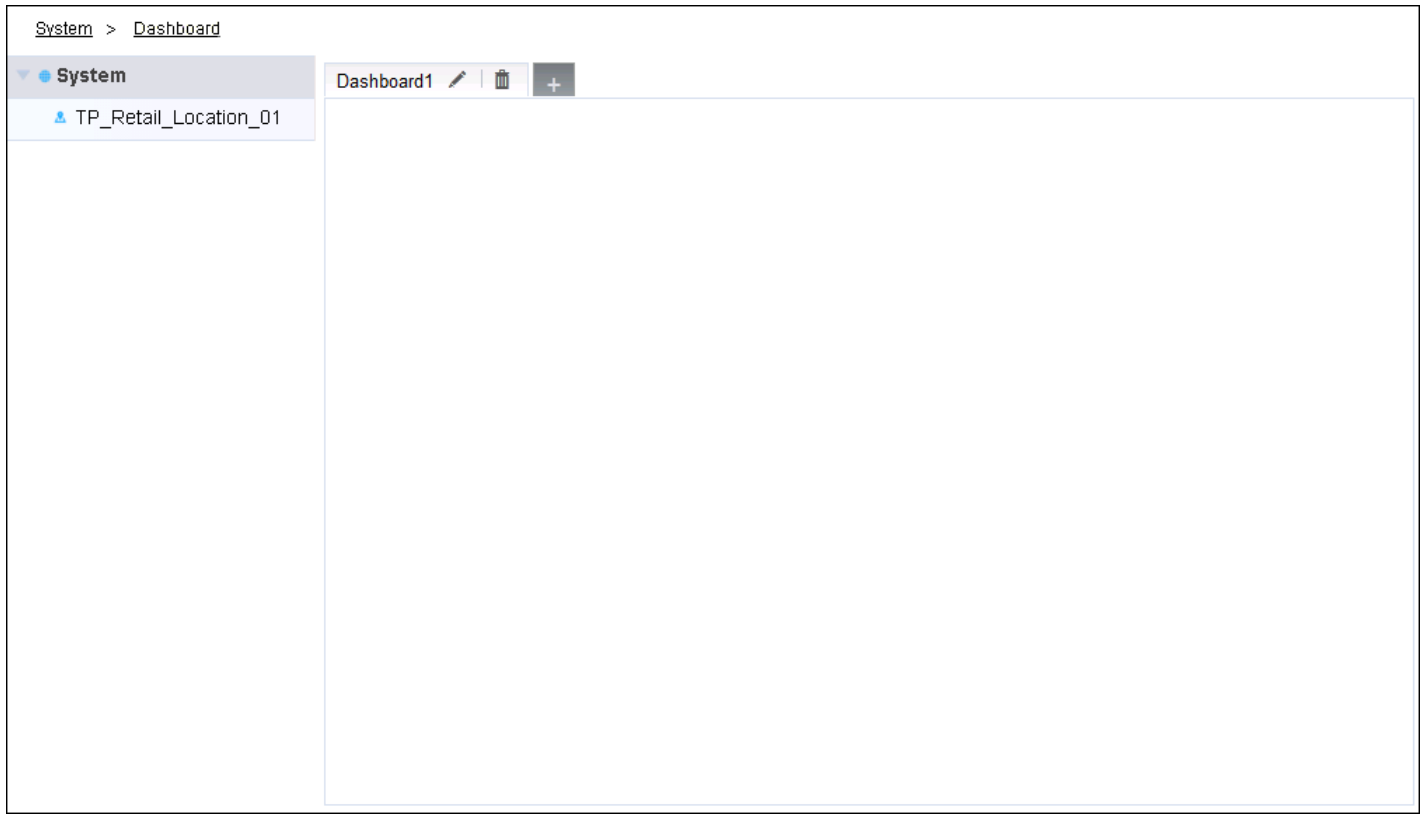 System > Dashboard
System
TP_Retail_Location_01
Dashboard1
+